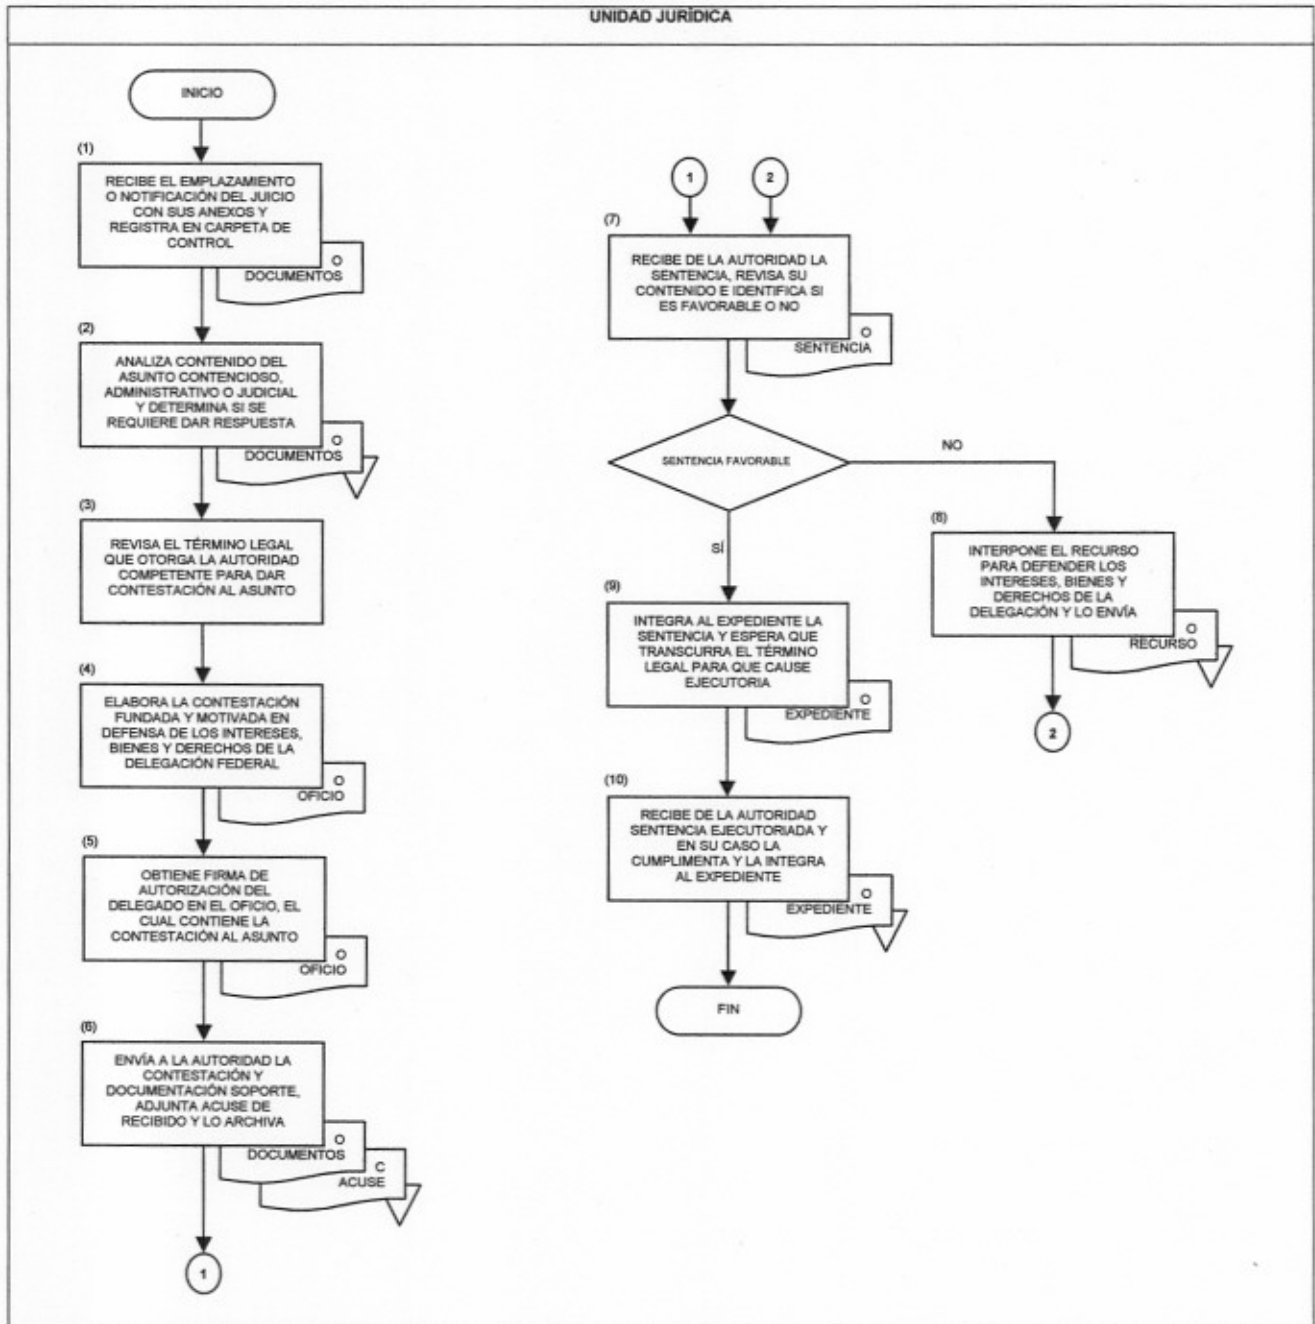 UNIDAD JURÍDICA
INICIO
(1)
RECIBE EL EMPLAZAMIENTO
O NOTIFICACIÓN DEL JUICIO
CON SUS ANEXOS Y
REGISTRA EN CARPETA DE
CONTROL
O
DOCUMENTOS
(2)
ANALIZA CONTENIDO DEL
ASUNTO CONTENCIOSO,
ADMINISTRATIVO O JUDICIAL
Y DETERMINA SI SE
REQUIERE DAR RESPUESTA
O
DOCUMENTOS
(3)
REVISA EL TÉRMINO LEGAL
QUE OTORGA LA AUTORIDAD
COMPETENTE PARA DAR
CONTESTACIÓN AL ASUNTO
(4)
ELABORA LA CONTESTACIÓN
FUNDADA Y MOTIVADA EN
DEFENSA DE LOS INTERESES,
BIENES Y DERECHOS DE LA
DELEGACIÓN FEDERAL
O
OFICIO
(5)
OBTIENE FIRMA DE
AUTORIZACIÓN DEL
DELEGADO EN EL OFICIO, EL
CUAL CONTIENE LA
CONTESTACIÓN AL ASUNTO
O
OFICIO
(6)
ENVÍA A LA AUTORIDAD LA
CONTESTACIÓN Y
DOCUMENTACIÓN SOPORTE,
ADJUNTA ACUSE DE
RECIBIDO Y LO ARCHIVA
O
DOCUMENTOS
C
ACUSE
1
1
2
(7)
RECIBE DE LA AUTORIDAD LA
SENTENCIA, REVISA SU
CONTENIDO E IDENTIFICA SI
ES FAVORABLE O NO
O
SENTENCIA
SENTENCIA FAVORABLE
NO
(8)
INTERPONE EL RECURSO
PARA DEFENDER LOS
INTERESES, BIENES Y
DERECHOS DE LA
DELEGACIÓN Y LO ENVÍA
O
RECURSO
2
SÍ
(9)
INTEGRA AL EXPEDIENTE LA
SENTENCIA Y ESPERA QUE
TRANSCURRA EL TÉRMINO
LEGAL PARA QUE CAUSE
EJECUTORIA
O
EXPEDIENTE
(10)
RECIBE DE LA AUTORIDAD
SENTENCIA EJECUTORIADA Y
EN SU CASO LA
CUMPLIMENTA Y LA INTEGRA
AL EXPEDIENTE
O
EXPEDIENTE
FIN